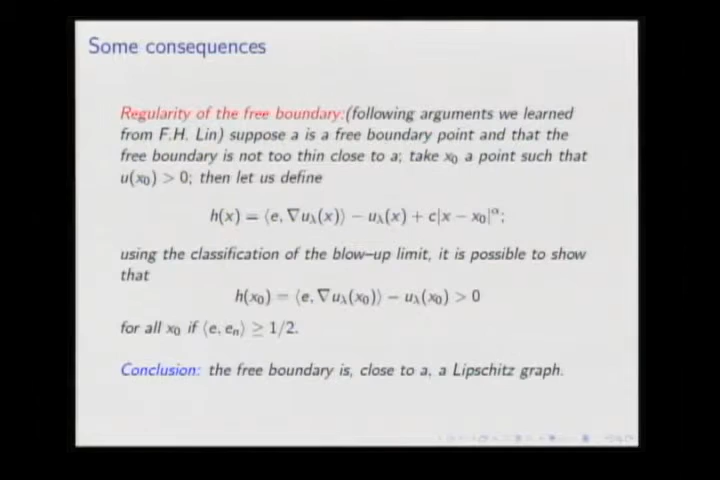 Some consequences
Regularity of the free boundary:(following arguments we learned
from F.H. Lin) suppose a is a free boundary point and that the
free boundary is not too thin close to a; take x₀ a point such that
u(x₀) > 0; then let us define
h(x) = ⟨e, ∇u_λ(x)⟩ − u_λ(x) + c|x − x₀|^α;
using the classification of the blow–up limit, it is possible to show
that
h(x₀) = ⟨e, ∇u_λ(x₀)⟩ − u_λ(x₀) > 0
for all x₀ if ⟨e, eₙ⟩ ≥ 1/2.
Conclusion: the free boundary is, close to a, a Lipschitz graph.